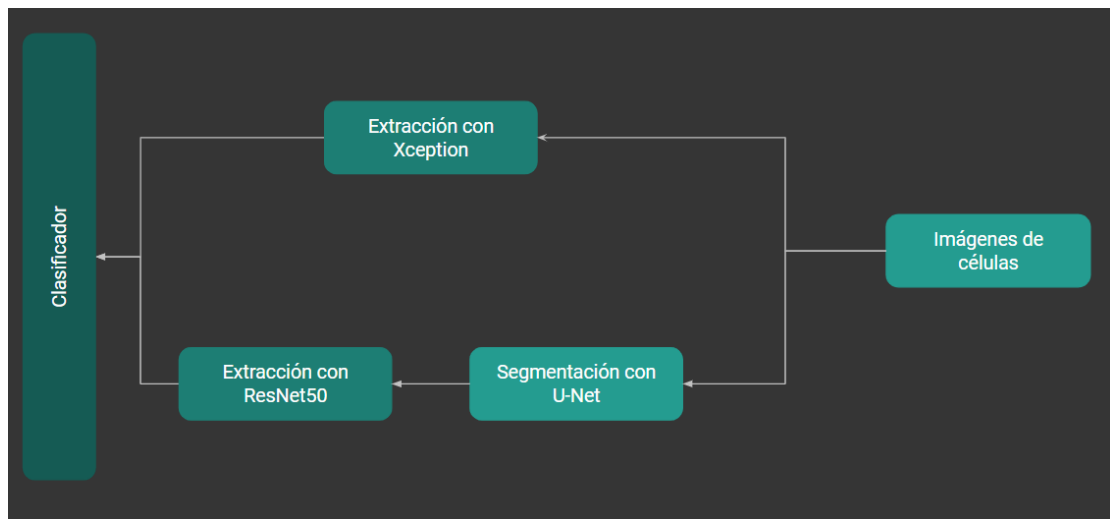 Clasificador
Extracción con
Xception
Imágenes de
células
Extracción con
ResNet50
Segmentación con
U-Net